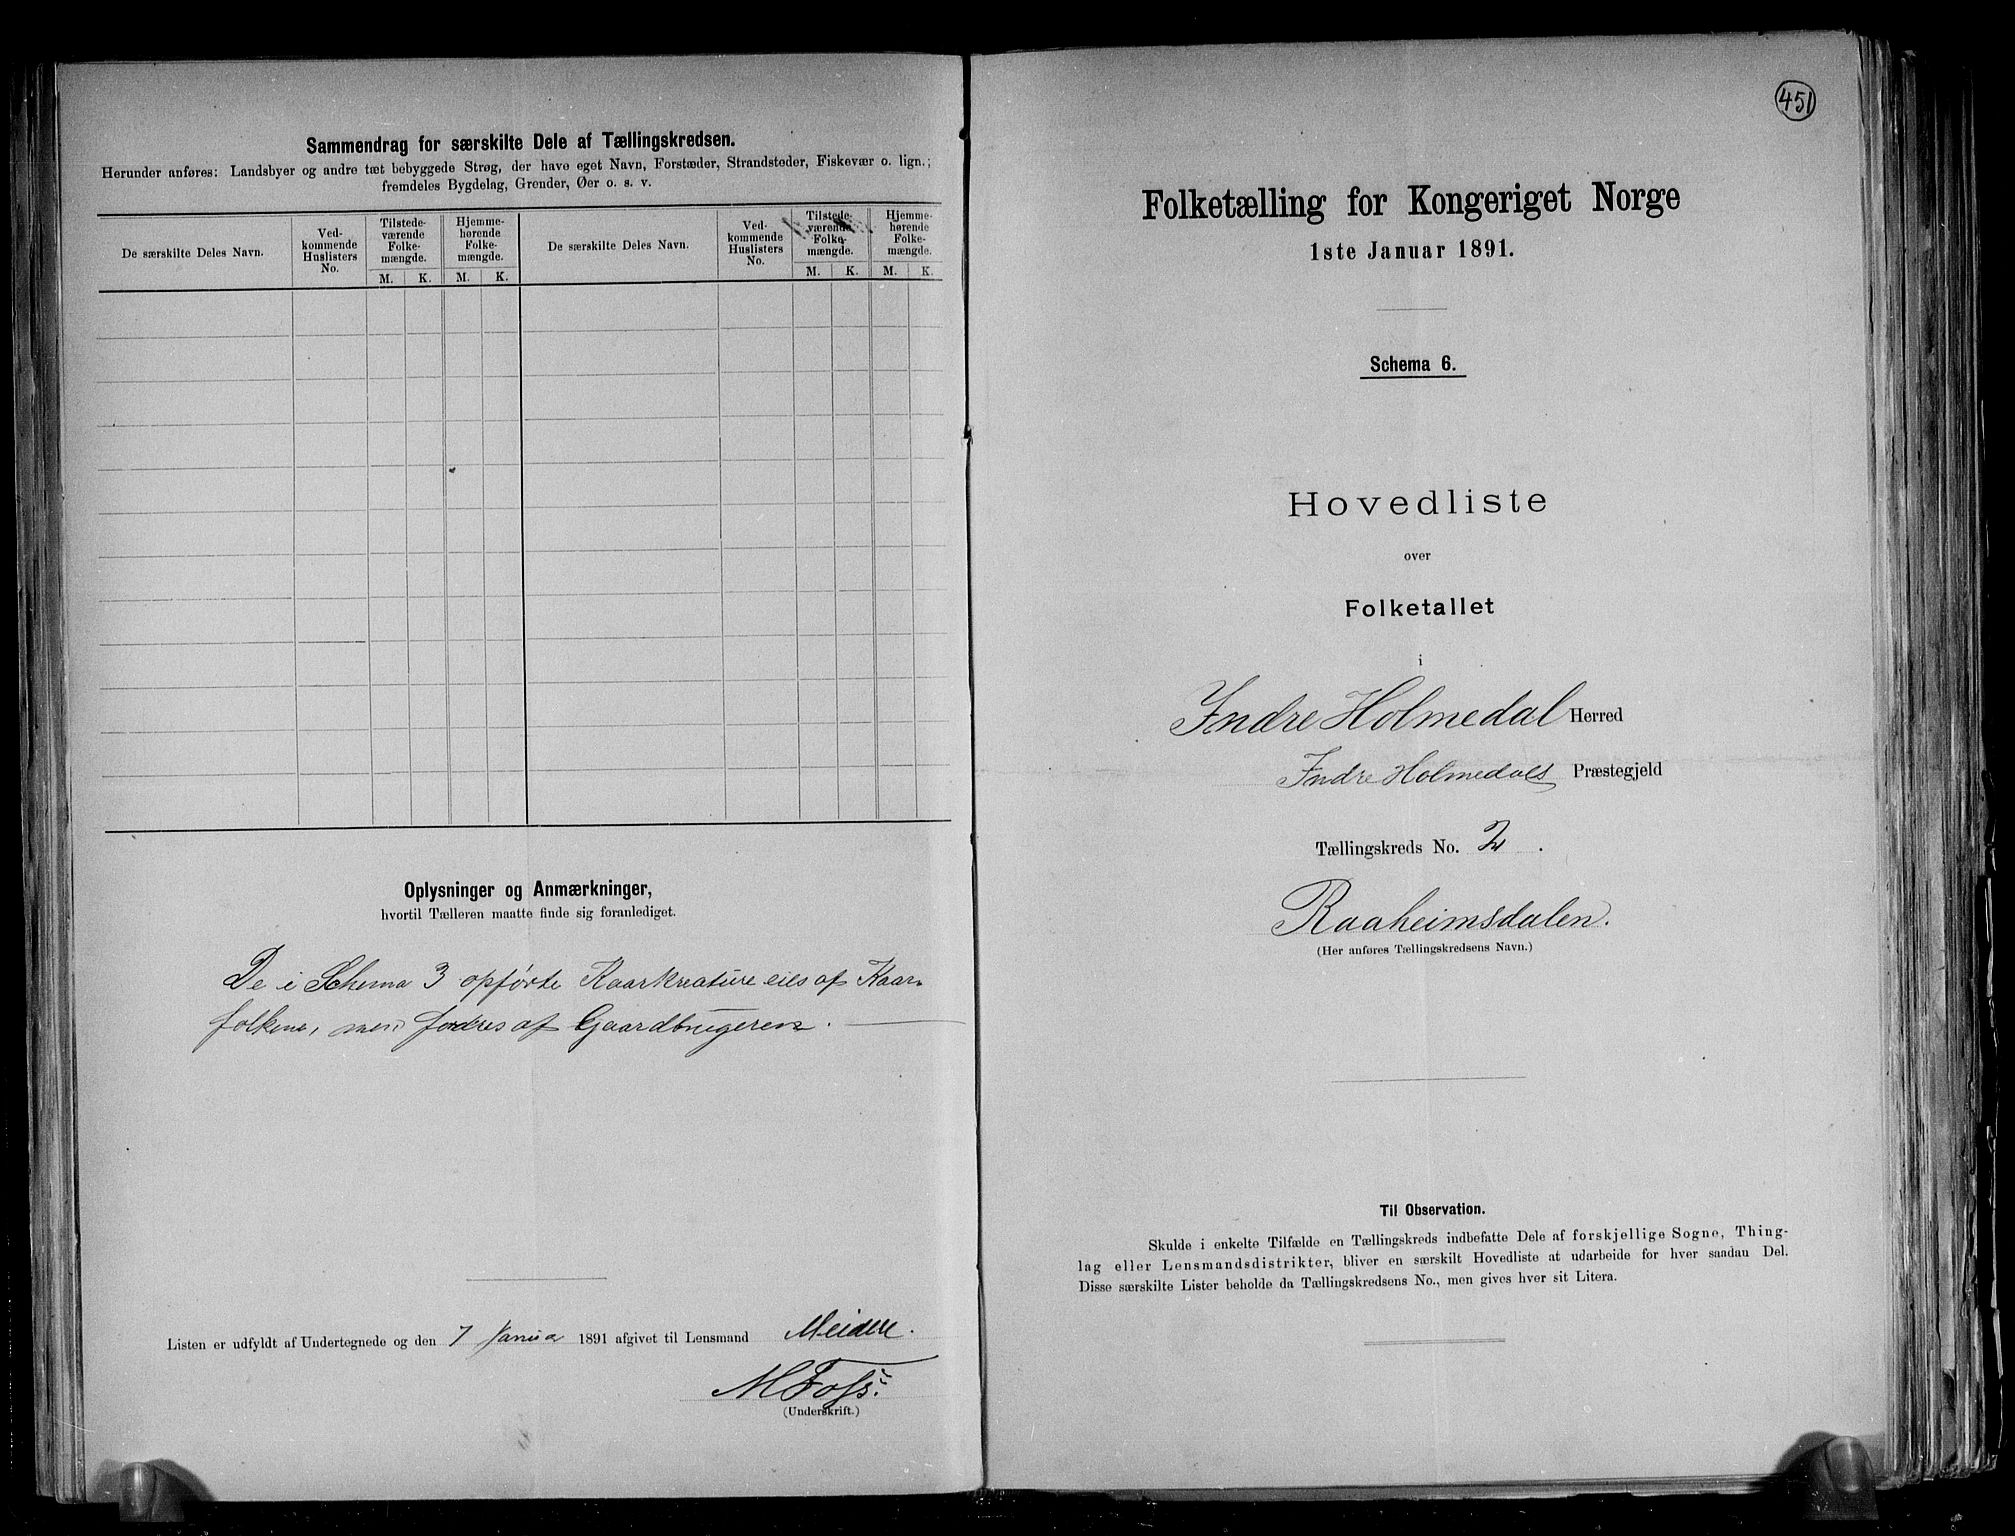 Sammendrag for særskilte Dele af Tællingskredsen.
Herunder anføres: Landsbyer og andre tæt bebyggede Strøg, der have eget Navn, Forstæder, Strandsteder, Fiskevær o. lign.;
fremdeles Bygdelag, Grender, Øer o. s. v.
De særskilte Deles Navn.
Ved-
kommende
Huslisters
No.
Tilstede-
værende
Folke-
mængde.
M. K.
Hjemme-
hørende
Folke-
mængde.
M. K.
De særskilte Deles Navn.
Ved-
kommende
Huslisters
No.
Tilstede-
værende
Folke-
mængde.
M. K.
Hjemme-
hørende
Folke-
mængde.
M. K.
Oplysninger og Anmærkninger,
hvortil Tælleren maatte finde sig foranlediget.
De i Schema 3 opførte Kaarkreature eies af Kaar-
folkene, men fodres af Gaardbrugeren.
Listen er udfyldt af Undertegnede og den 7 Januar 1891 afgivet til Lensmand
M Foss.
(Underskrift.)
451
Folketælling for Kongeriget Norge
1ste Januar 1891.
Schema 6.
Hovedliste
over
Folketallet
i
Indre Holmedal Herred
Indre Holmedals Præstegjeld
Tællingskreds No. 2.
Raaheimsdalen.
(Her anføres Tællingskredsens Navn.)
Til Observation.
Skulde i enkelte Tilfælde en Tællingskreds indbefatte Dele af forskjellige Sogne, Thing-
lag eller Lensmandsdistrikter, bliver en særskilt Hovedliste at udarbeide for hver saadan Del.
Disse særskilte Lister beholde da Tællingskredsens No., men gives hver sit Litera.